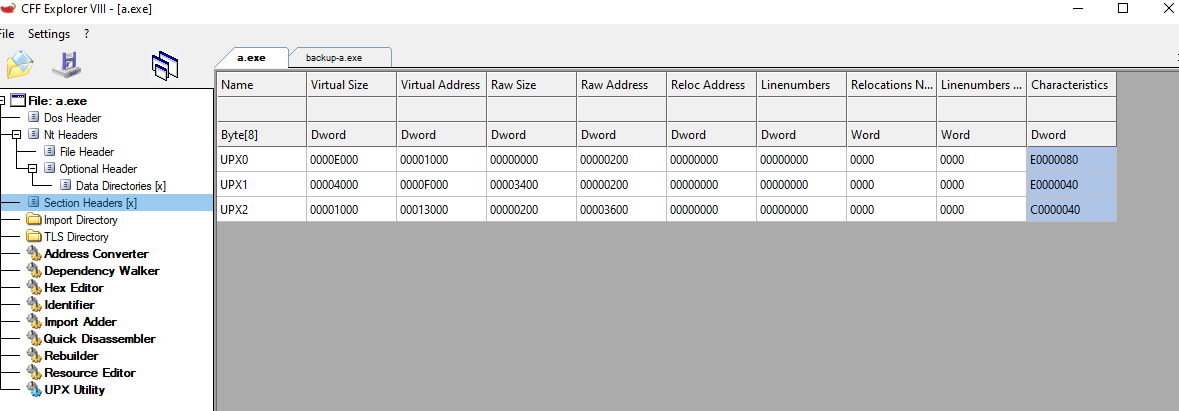 CFF Explorer VIII - [a.exe]
File Settings ?
a.exe backup-a.exe
File: a.exe
Dos Header
Nt Headers
File Header
Optional Header
Data Directories [x]
Section Headers [x]
Import Directory
TLS Directory
Address Converter
Dependency Walker
Hex Editor
Identifier
Import Adder
Quick Disassembler
Rebuilder
Resource Editor
UPX Utility
Name Virtual Size Virtual Address Raw Size Raw Address Reloc Address Linenumbers Relocations N... Linenumbers ... Characteristics
Byte[8] Dword Dword Dword Dword Dword Dword Word Word Dword
UPX0 0000E000 00001000 00000000 00000200 00000000 00000000 0000 0000 E0000080
UPX1 00004000 0000F000 00003400 00000200 00000000 00000000 0000 0000 E0000040
UPX2 00001000 00013000 00000200 00003600 00000000 00000000 0000 0000 C0000040